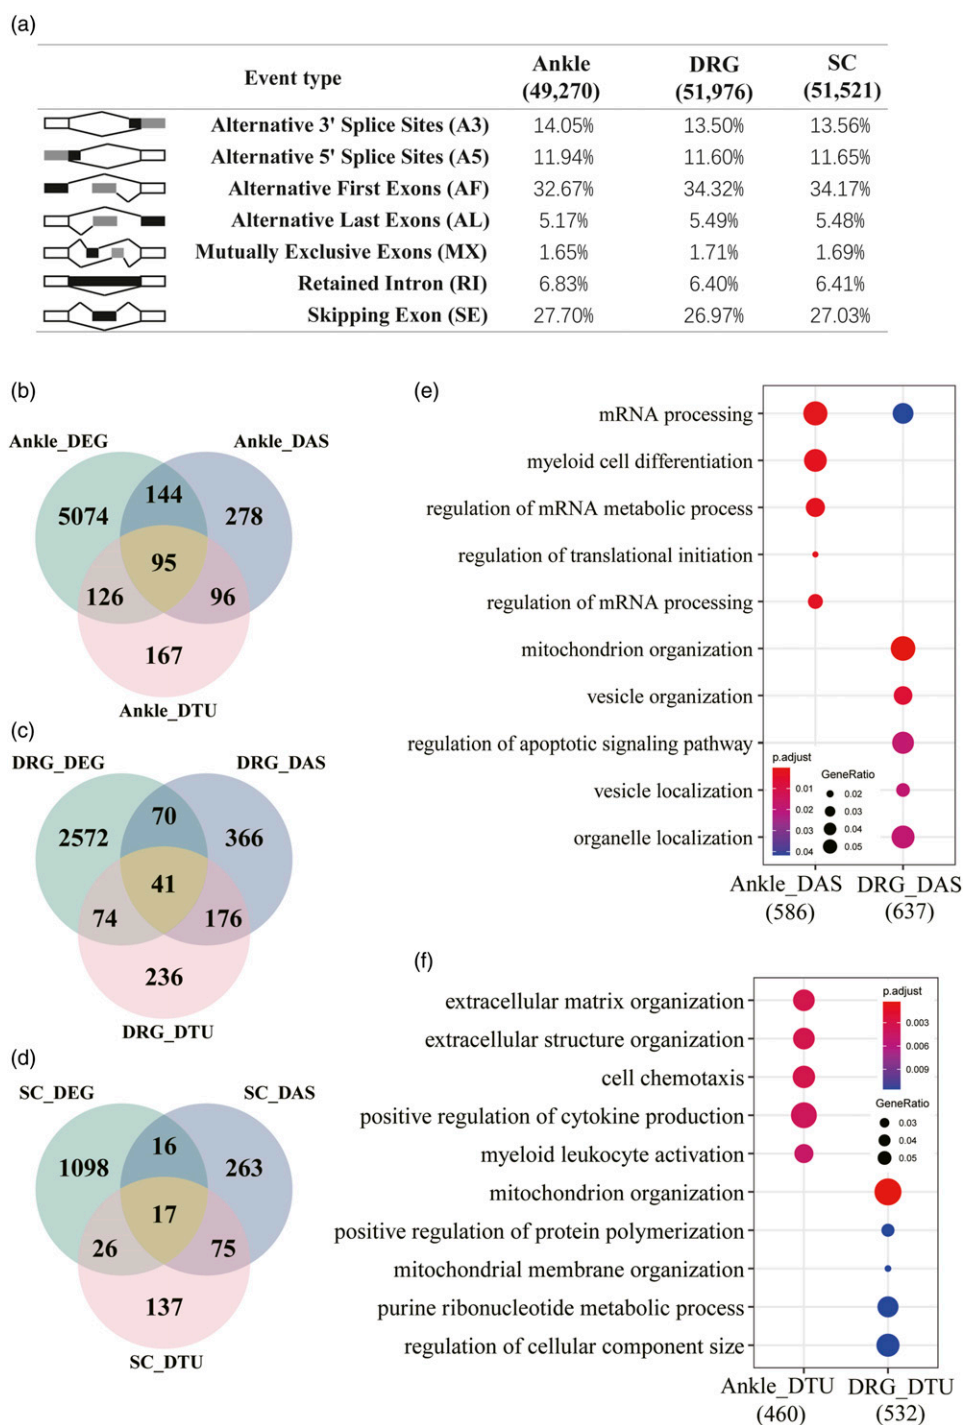 (a)
Event type
Ankle
(49,270)
DRG
(51,976)
SC
(51,521)
Alternative 3' Splice Sites (A3) 14.05% 13.50% 13.56%
Alternative 5' Splice Sites (A5) 11.94% 11.60% 11.65%
Alternative First Exons (AF) 32.67% 34.32% 34.17%
Alternative Last Exons (AL) 5.17% 5.49% 5.48%
Mutually Exclusive Exons (MX) 1.65% 1.71% 1.69%
Retained Intron (RI) 6.83% 6.40% 6.41%
Skipping Exon (SE) 27.70% 26.97% 27.03%
(b)
Ankle_DEG Ankle_DAS
144
5074 278
95
126 96
167
Ankle_DTU
(c)
DRG_DEG DRG_DAS
70
2572 366
41
74 176
236
DRG_DTU
(d)
SC_DEG SC_DAS
16
1098 263
17
26 75
137
SC_DTU
(e)
mRNA processing
myeloid cell differentiation
regulation of mRNA metabolic process
regulation of translational initiation
regulation of mRNA processing
mitochondrion organization
vesicle organization
regulation of apoptotic signaling pathway
vesicle localization
organelle localization
p.adjust
0.01
0.02
0.03
0.04
GeneRatio
0.02
0.03
0.04
0.05
Ankle_DAS
(586)
DRG_DAS
(637)
(f)
extracellular matrix organization
extracellular structure organization
cell chemotaxis
positive regulation of cytokine production
myeloid leukocyte activation
mitochondrion organization
positive regulation of protein polymerization
mitochondrial membrane organization
purine ribonucleotide metabolic process
regulation of cellular component size
p.adjust
0.003
0.006
0.009
GeneRatio
0.03
0.04
0.05
Ankle_DTU
(460)
DRG_DTU
(532)